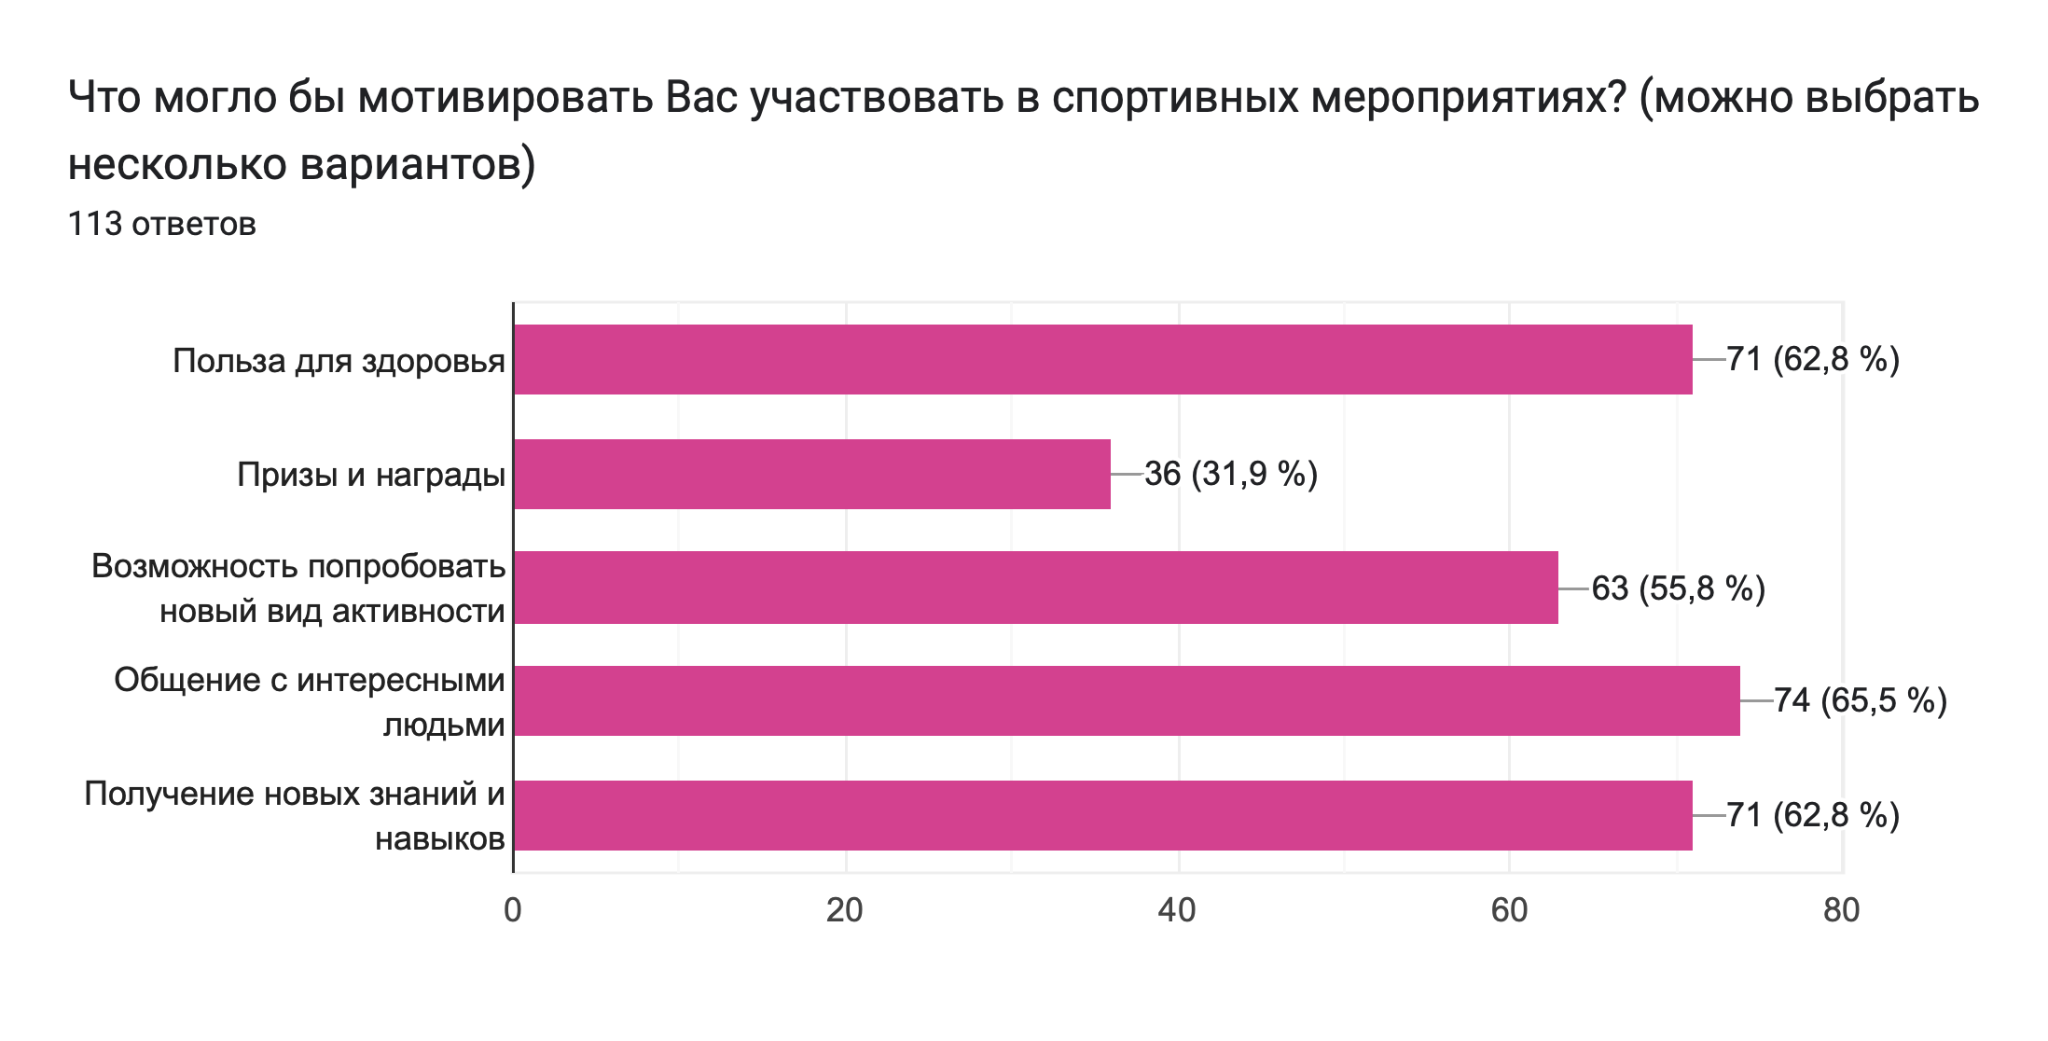 Что могло бы мотивировать Вас участвовать в спортивных мероприятиях? (можно выбрать
несколько вариантов)
113 ответов
Польза для здоровья
71 (62,8 %)
Призы и награды
36 (31,9 %)
Возможность попробовать
новый вид активности
63 (55,8 %)
Общение с интересными
людьми
74 (65,5 %)
Получение новых знаний и
навыков
71 (62,8 %)
0 20 40 60 80